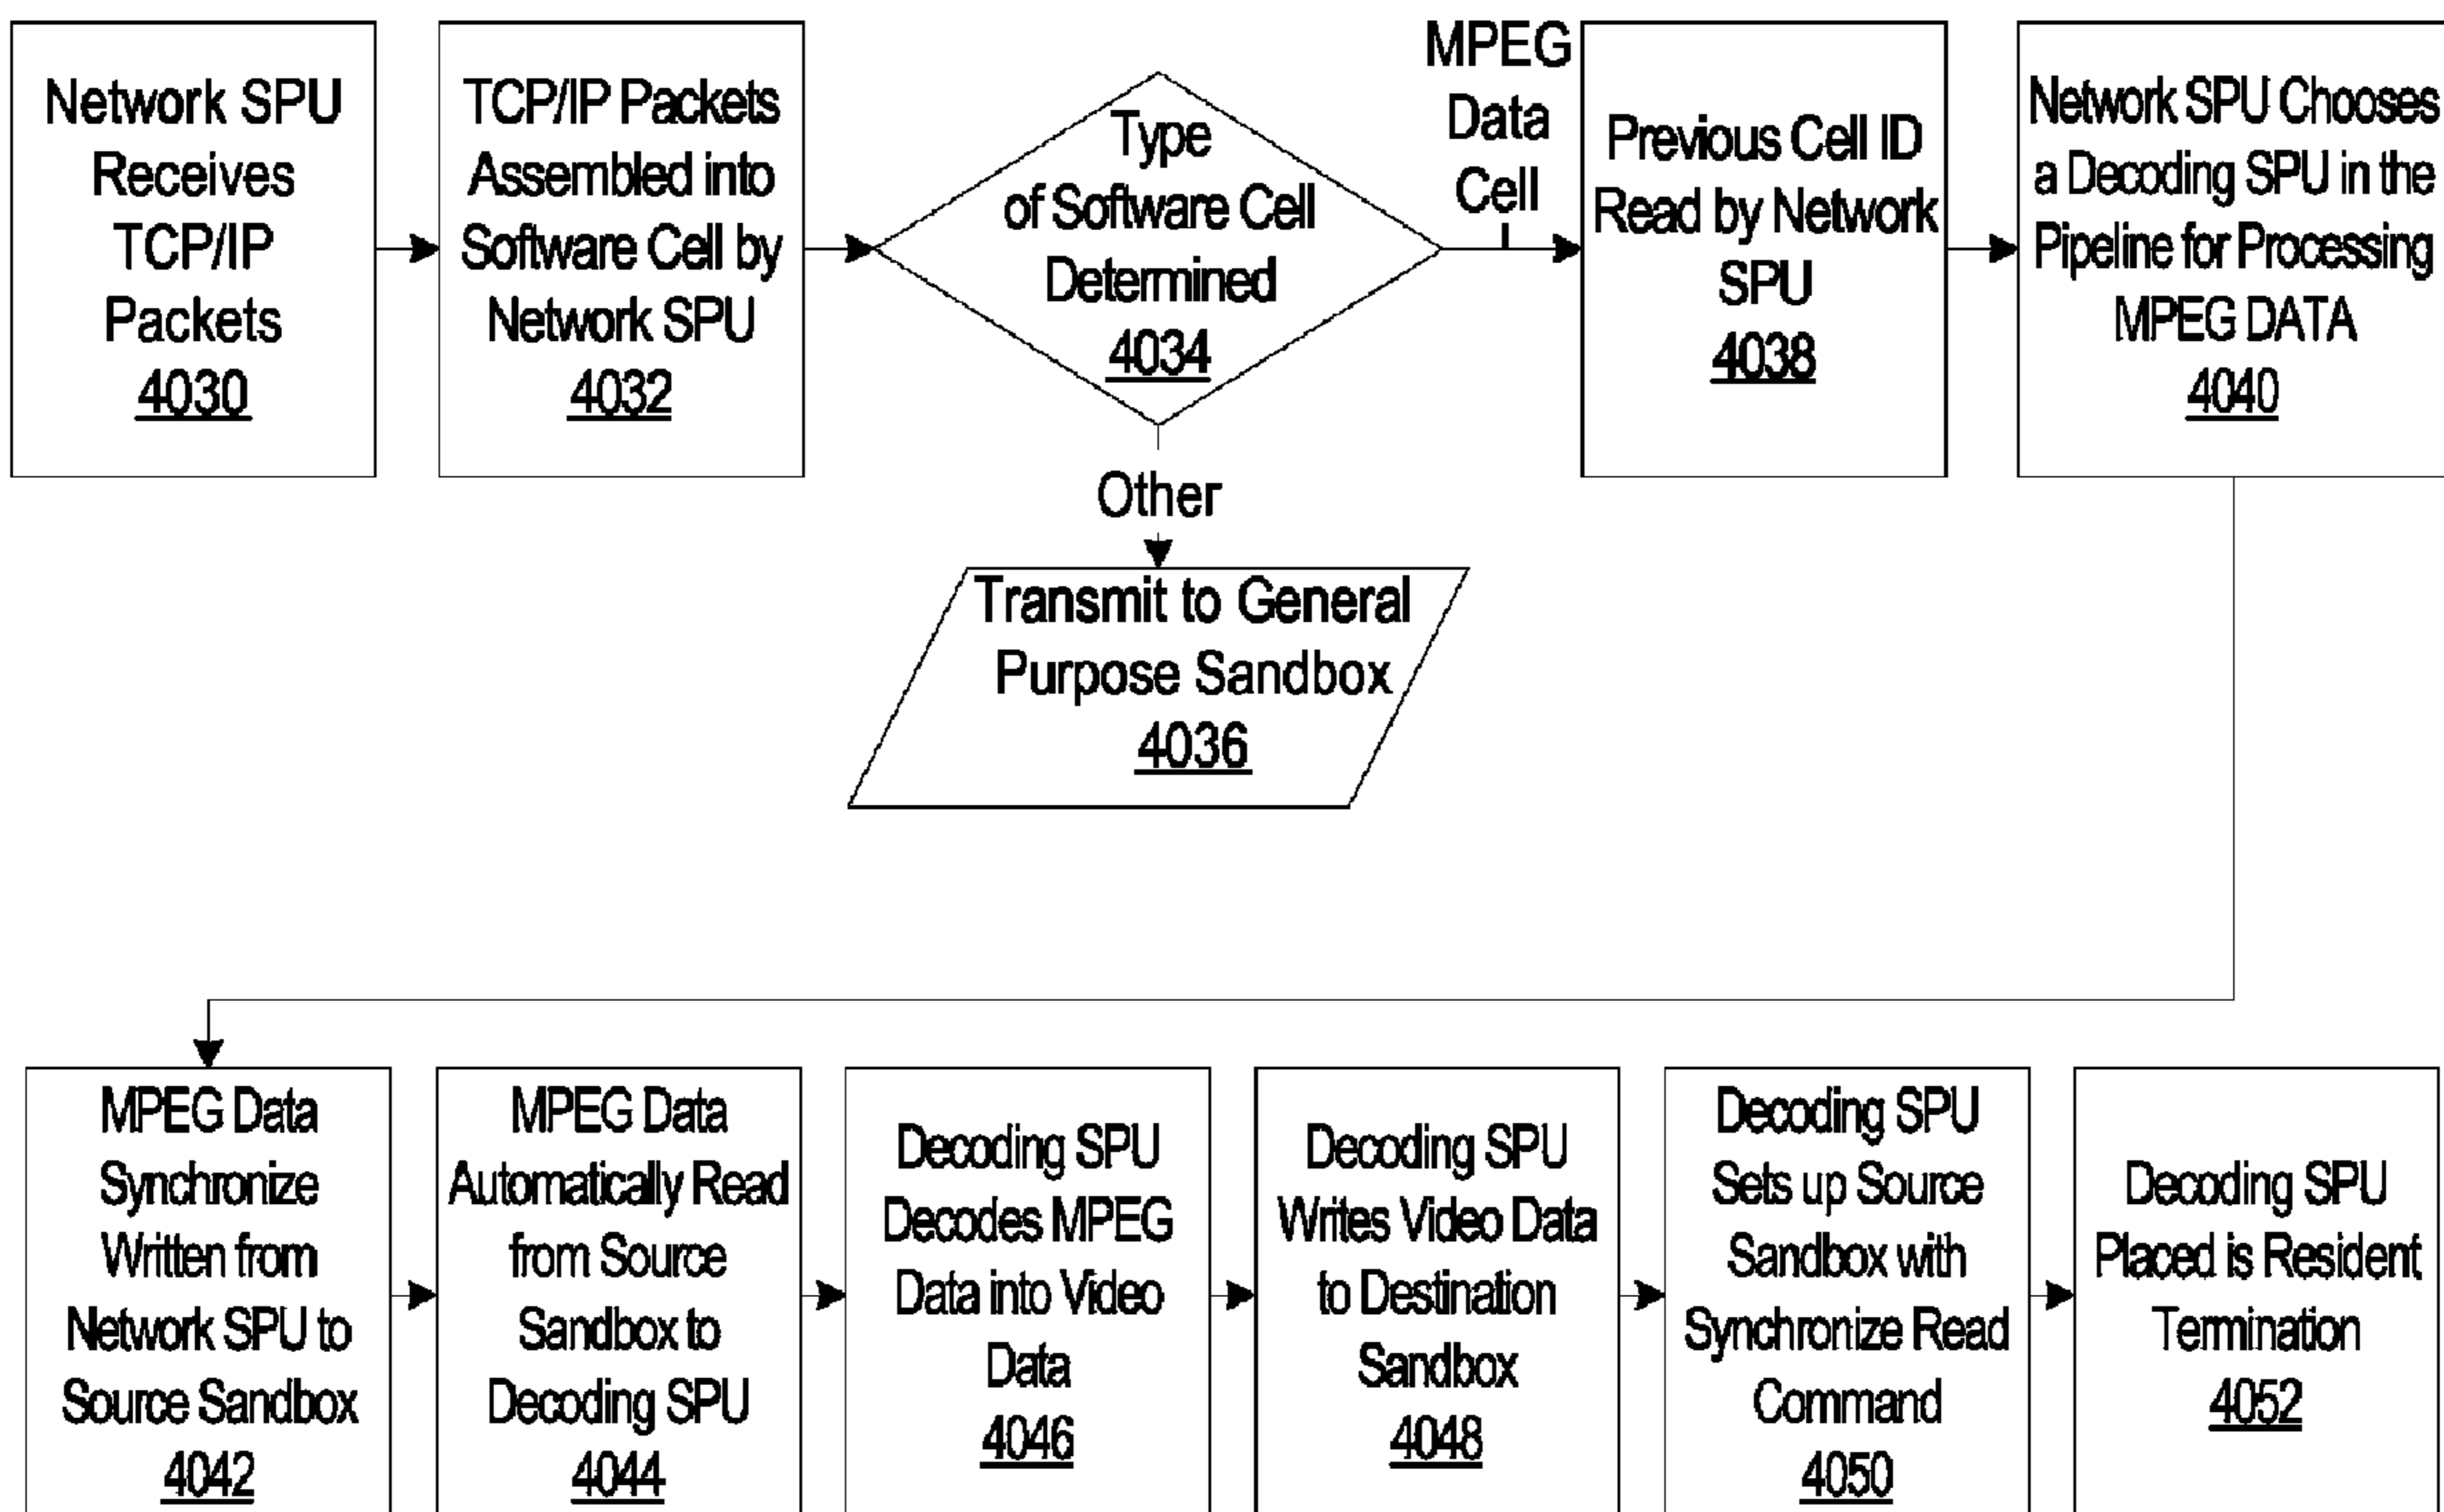 Network SPU
Receives
TCP/IP
Packets
4030
TCP/IP Packets
Assembled into
Software Cell by
Network SPU
4032
Type
of Software Cell
Determined
4034
MPEG
Data
Cell
Previous Cell ID
Read by Network
SPU
4038
Network SPU Chooses
a Decoding SPU in the
Pipeline for Processing
MPEG DATA
4040
Other
Transmit to General
Purpose Sandbox
4036
MPEG Data
Synchronize
Written from
Network SPU to
Source Sandbox
4042
MPEG Data
Automatically Read
from Source
Sandbox to
Decoding SPU
4044
Decoding SPU
Decodes MPEG
Data into Video
Data
4046
Decoding SPU
Writes Video Data
to Destination
Sandbox
4048
Decoding SPU
Sets up Source
Sandbox with
Synchronize Read
Command
4050
Decoding SPU
Placed is Resident
Termination
4052